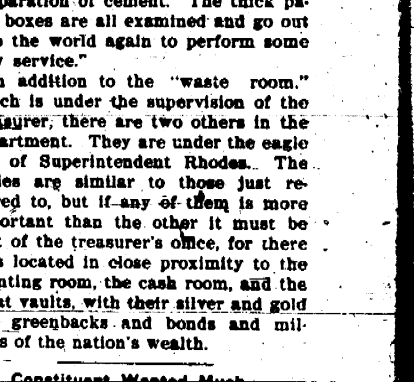 paration of cement. The thick pa-
boxes are all examined and go out
the world again to perform some
service."
addition to the "waste room."
ch is under the supervision of the
surer, there are two others in the
artment. They are under the eagle
of Superintendent Rhodes. The
ies are similar to those just re-
red to, but if any of them is more
ortant than the other it must be
t of the treasurer's office, for there
s located in close proximity to the
nting room, the cash room, and the
at vaults, with their silver and gold
greenbacks and bonds and mil-
s of the nation's wealth.
Constituent Wanted Much